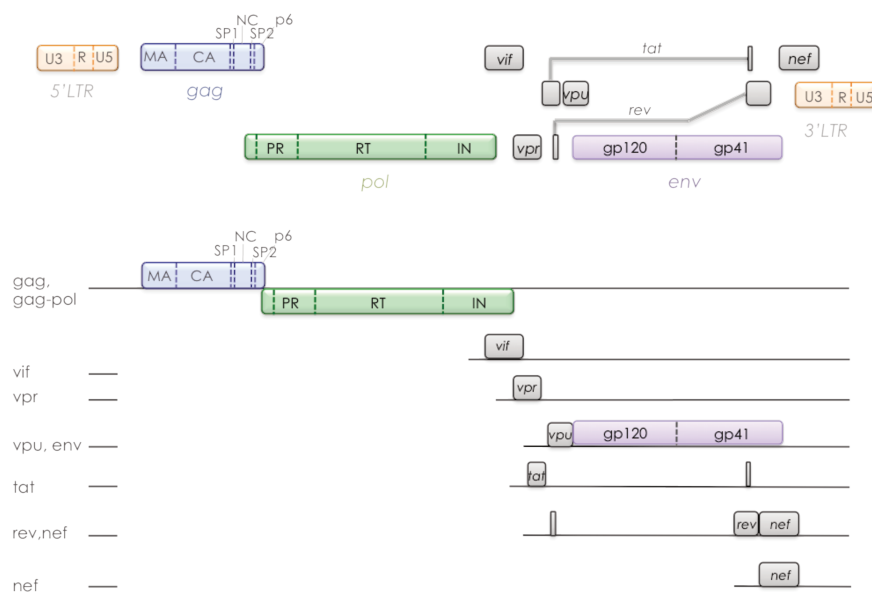 NC p6
SP1 SP2
U3 R U5 MA CA vif tat nef
5'LTR gag vpu U3 R U5
rev 3'LTR
PR RT IN vpr gp120 gp41
pol env
NC p6
SP1 SP2
MA CA
gag,
gag-pol PR RT IN
vif
vif
vpr
vpr
vpu, env vpu gp120 gp41
tat
tat
rev,nef rev nef
nef
nef